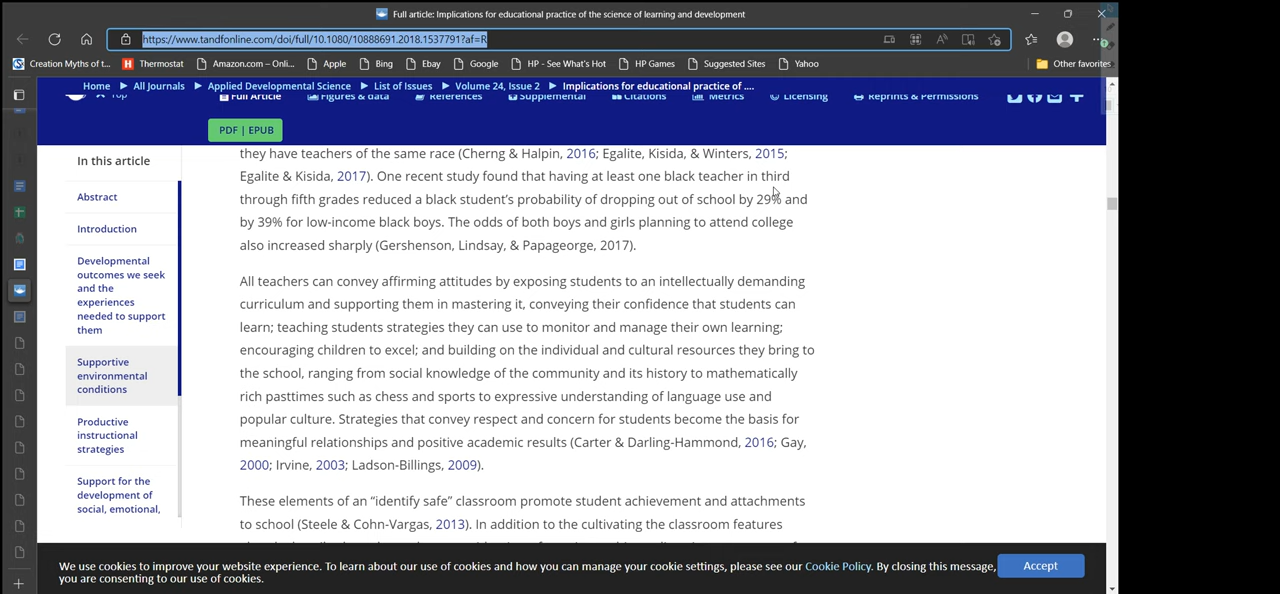 Full article: Implications for educational practice of the science of learning and development
https://www.tandfonline.com/doi/full/10.1080/10888691.2018.1537791?af=R
Creation Myths of t... Thermostat Amazon.com – Onli... Apple Bing Ebay Google HP - See What's Hot HP Games Suggested Sites Yahoo Other favorites
Home All Journals Applied Developmental Science List of Issues Volume 24, Issue 2 Implications for educational practice of ....
Top Full Article Figures & data References Supplemental Citations Metrics Licensing Reprints & Permissions
PDF | EPUB
In this article
Abstract
Introduction
Developmental
outcomes we seek
and the
experiences
needed to support
them
Supportive
environmental
conditions
Productive
instructional
strategies
Support for the
development of
social, emotional,
they have teachers of the same race (Cherng & Halpin, 2016; Egalite, Kisida, & Winters, 2015;
Egalite & Kisida, 2017). One recent study found that having at least one black teacher in third
through fifth grades reduced a black student's probability of dropping out of school by 29% and
by 39% for low-income black boys. The odds of both boys and girls planning to attend college
also increased sharply (Gershenson, Lindsay, & Papageorge, 2017).
All teachers can convey affirming attitudes by exposing students to an intellectually demanding
curriculum and supporting them in mastering it, conveying their confidence that students can
learn; teaching students strategies they can use to monitor and manage their own learning;
encouraging children to excel; and building on the individual and cultural resources they bring to
the school, ranging from social knowledge of the community and its history to mathematically
rich pasttimes such as chess and sports to expressive understanding of language use and
popular culture. Strategies that convey respect and concern for students become the basis for
meaningful relationships and positive academic results (Carter & Darling-Hammond, 2016; Gay,
2000; Irvine, 2003; Ladson-Billings, 2009).
These elements of an “identify safe” classroom promote student achievement and attachments
to school (Steele & Cohn-Vargas, 2013). In addition to the cultivating the classroom features
We use cookies to improve your website experience. To learn about our use of cookies and how you can manage your cookie settings, please see our Cookie Policy. By closing this message,
you are consenting to our use of cookies.
Accept